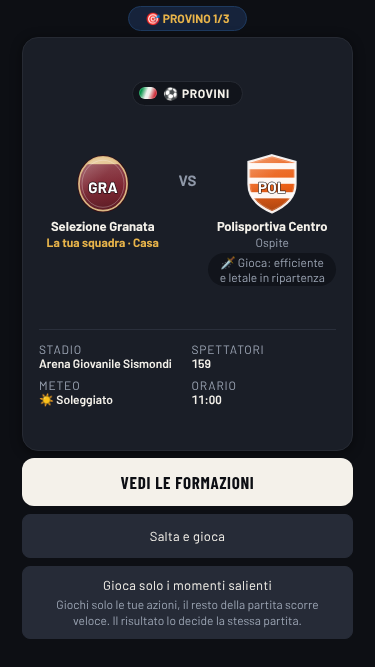 🎯 PROVINO 1/3
⚽ PROVINI
GRA
VS
POL
Selezione Granata
La tua squadra · Casa
Polisportiva Centro
Ospite
🗡️ Gioca: efficiente
e letale in ripartenza
STADIO
Arena Giovanile Sismondi
SPETTATORI
159
METEO
☀️ Soleggiato
ORARIO
11:00
VEDI LE FORMAZIONI
Salta e gioca
Gioca solo i momenti salienti
Giochi solo le tue azioni, il resto della partita scorre
veloce. Il risultato lo decide la stessa partita.